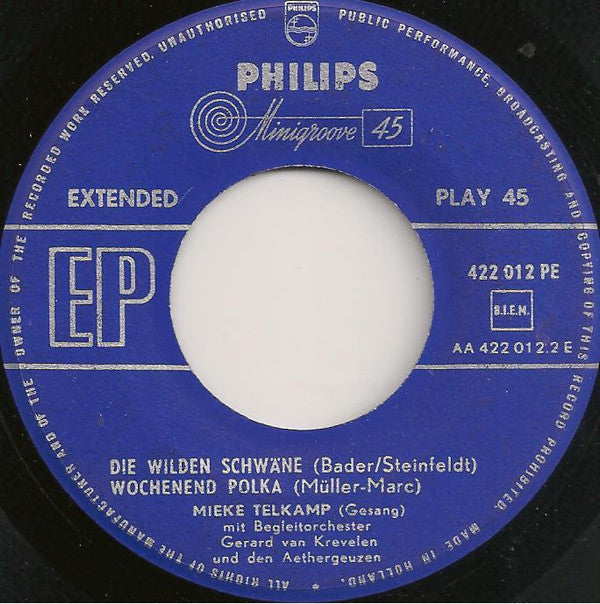 PHILIPS
PHILIPS
Minigroove 45
EXTENDED PLAY 45
EP
422 012 PE
B.I.E.M.
AA 422 012.2 E
DIE WILDEN SCHWÄNE (Bader/Steinfeldt)
WOCHENEND POLKA (Müller-Marc)
MIEKE TELKAMP (Gesang)
mit Begleitorchester
Gerard van Krevelen
und den Aethergeuzen
* ALL RIGHTS OF THE MANUFACTURER AND OF THE OWNER OF THE RECORDED WORK RESERVED. UNAUTHORISED PUBLIC PERFORMANCE, BROADCASTING AND COPYING OF THIS RECORD PROHIBITED. MADE IN HOLLAND.